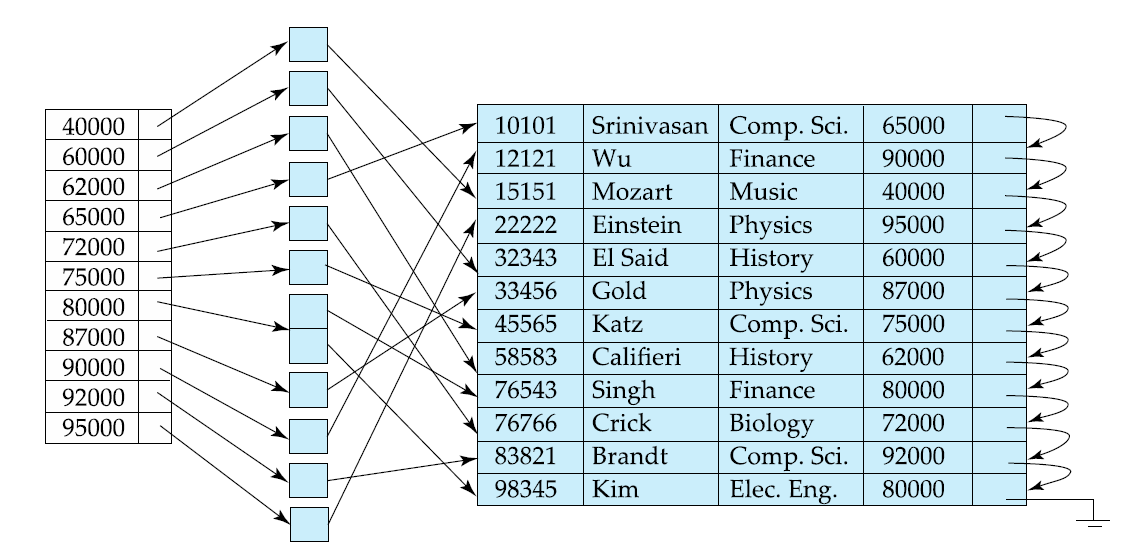 40000
60000
62000
65000
72000
75000
80000
87000
90000
92000
95000
10101 Srinivasan Comp. Sci. 65000
12121 Wu Finance 90000
15151 Mozart Music 40000
22222 Einstein Physics 95000
32343 El Said History 60000
33456 Gold Physics 87000
45565 Katz Comp. Sci. 75000
58583 Califieri History 62000
76543 Singh Finance 80000
76766 Crick Biology 72000
83821 Brandt Comp. Sci. 92000
98345 Kim Elec. Eng. 80000